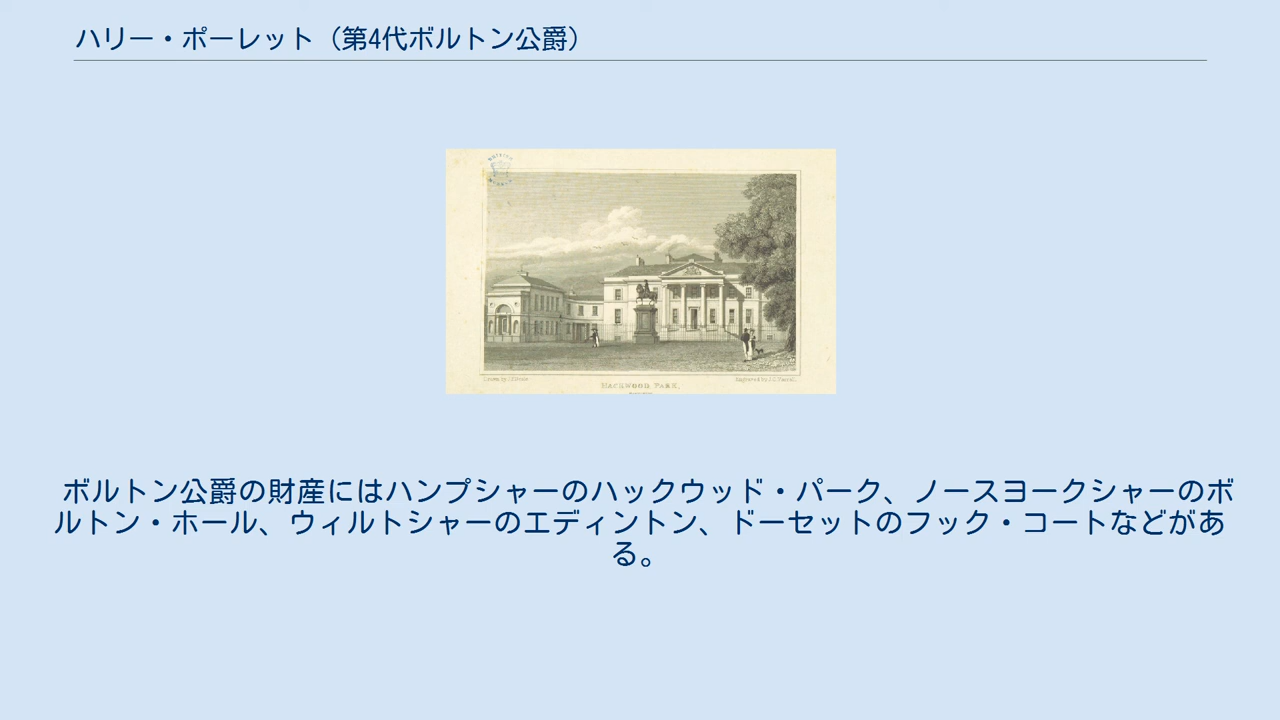 ハリー・ポーレット（第4代ボルトン公爵）
HACKWOOD PARK,
ボルトン公爵の財産にはハンプシャーのハックウッド・パーク、ノースヨークシャーのボ
ルトン・ホール、ウィルトシャーのエディントン、ドーセットのフック・コートなどがあ
る。